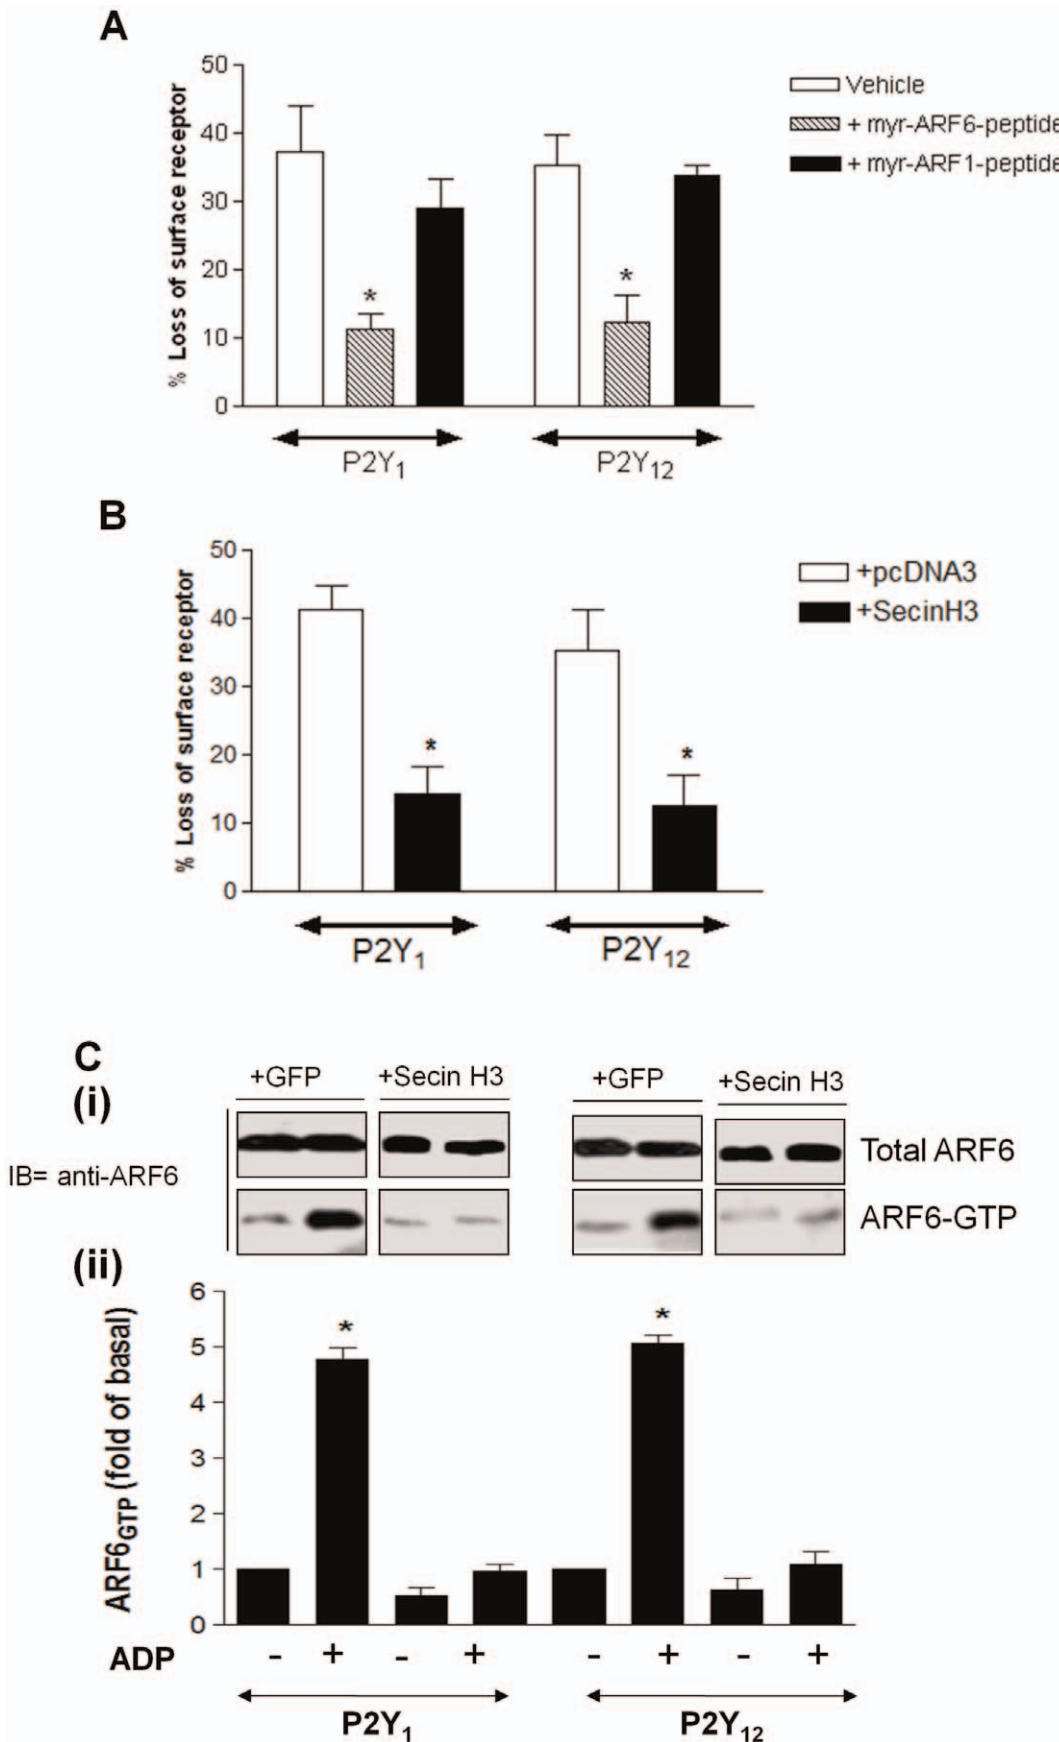 A
50
40
30
20
10
0
% Loss of surface receptor
*
*
P2Y1
P2Y12
Vehicle
+ myr-ARF6-peptide
+ myr-ARF1-peptide
B
50
40
30
20
10
0
% Loss of surface receptor
*
*
P2Y1
P2Y12
+pcDNA3
+SecinH3
C
(i)
+GFP +Secin H3 +GFP +Secin H3
IB= anti-ARF6
Total ARF6
ARF6-GTP
(ii)
6
5
4
3
2
1
0
ARF6GTP (fold of basal)
*
*
ADP - + - + - + - +
P2Y1
P2Y12